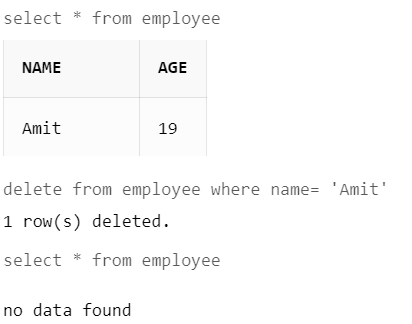 select * from employee
NAME AGE
Amit 19
delete from employee where name= 'Amit'
1 row(s) deleted.
select * from employee
no data found